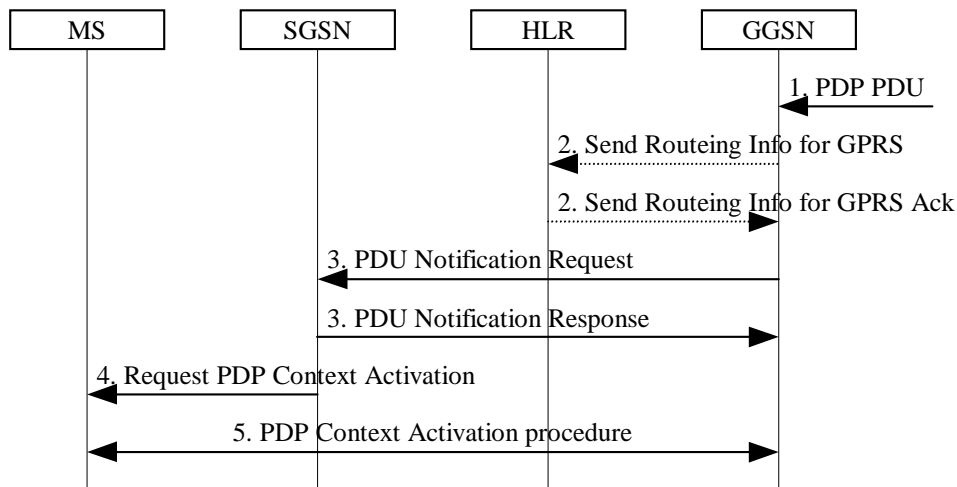 MS
SGSN
HLR
GGSN
1. PDP PDU
2. Send Routeing Info for GPRS
2. Send Routeing Info for GPRS Ack
3. PDU Notification Request
3. PDU Notification Response
4. Request PDP Context Activation
5. PDP Context Activation procedure